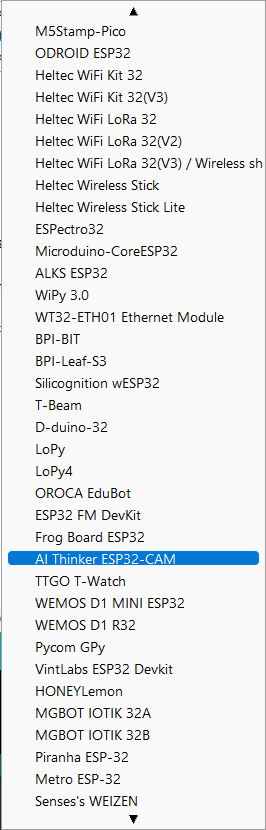 M5Stamp-Pico
ODROID ESP32
Heltec WiFi Kit 32
Heltec WiFi Kit 32(V3)
Heltec WiFi LoRa 32
Heltec WiFi LoRa 32(V2)
Heltec WiFi LoRa 32(V3) / Wireless sh
Heltec Wireless Stick
Heltec Wireless Stick Lite
ESPectro32
Microduino-CoreESP32
ALKS ESP32
WiPy 3.0
WT32-ETH01 Ethernet Module
BPI-BIT
BPI-Leaf-S3
Silicognition wESP32
T-Beam
D-duino-32
LoPy
LoPy4
OROCA EduBot
ESP32 FM DevKit
Frog Board ESP32
AI Thinker ESP32-CAM
TTGO T-Watch
WEMOS D1 MINI ESP32
WEMOS D1 R32
Pycom GPy
VintLabs ESP32 Devkit
HONEYLemon
MGBOT IOTIK 32A
MGBOT IOTIK 32B
Piranha ESP-32
Metro ESP-32
Senses's WEIZEN